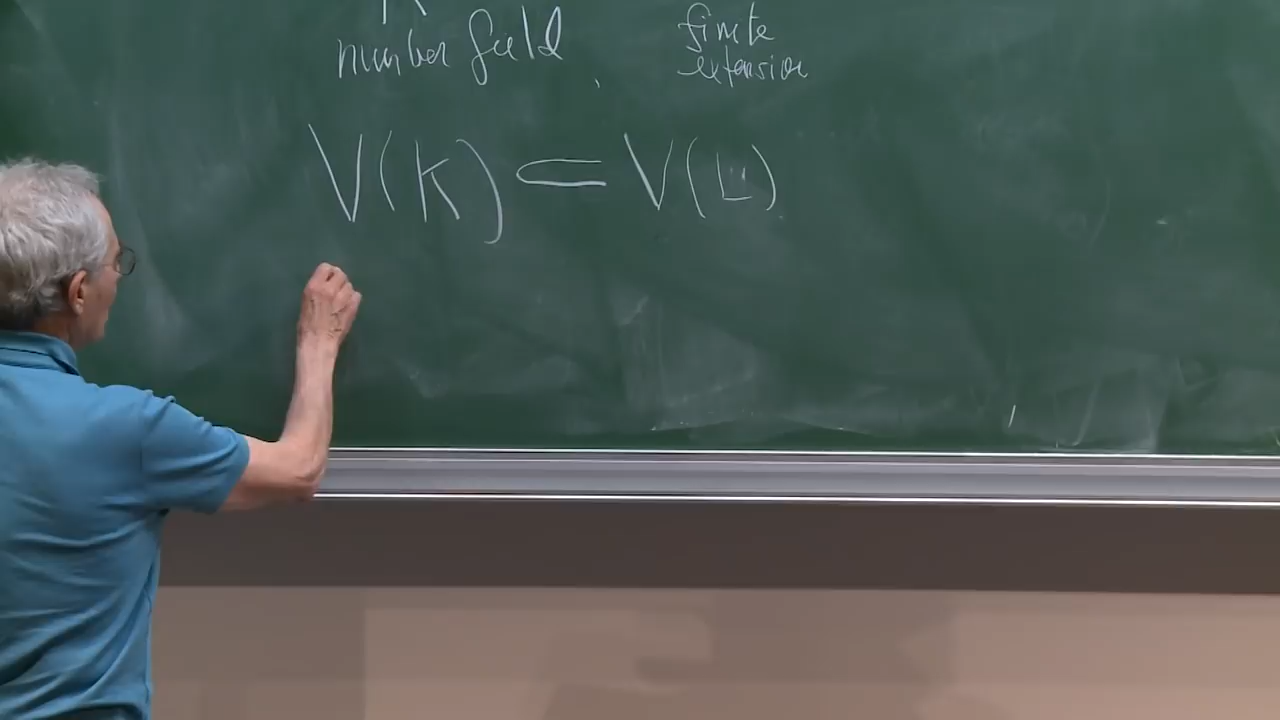 K
number field, finite
extension
V(K) ⊂ V(L)